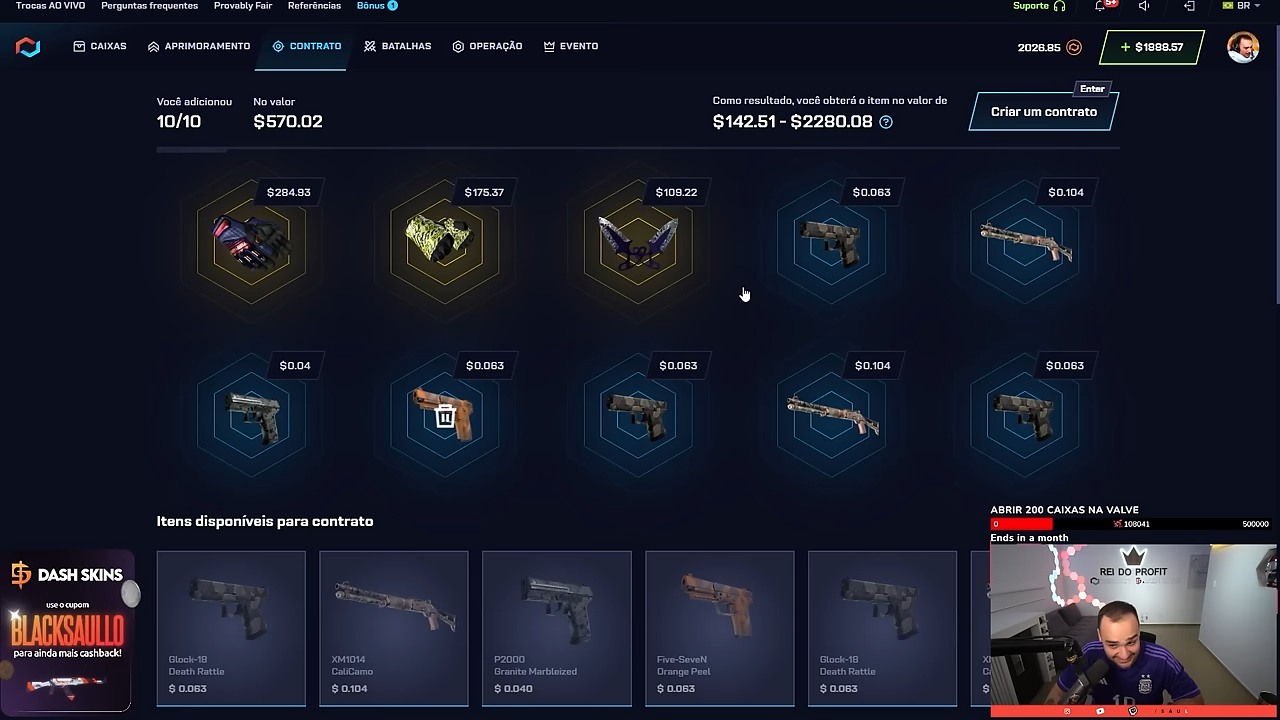 Trocas AO VIVO Perguntas frequentes Provably Fair Referências Bônus 1 Suporte 5+ BR
CAIXAS APRIMORAMENTO CONTRATO BATALHAS OPERAÇÃO EVENTO 2026.85 + $1888.57
Você adicionou No valor Como resultado, você obterá o item no valor de Enter
10/10 $570.02 $142.51 - $2280.08 ? Criar um contrato
$284.93 $175.37 $109.22 $0.063 $0.104
$0.04 $0.063 $0.063 $0.104 $0.063
Itens disponíveis para contrato
Glock-18 XM1014 P2000 Five-SeveN Glock-18
Death Rattle CaliCamo Granite Marbleized Orange Peel Death Rattle
$ 0.063 $ 0.104 $ 0.040 $ 0.063 $ 0.063 $
DASH SKINS
use o cupom
BLACKSAULLO
para ainda mais cashback!
ABRIR 200 CAIXAS NA VALVE
0 108041 500000
Ends in a month
REI DO PROFIT